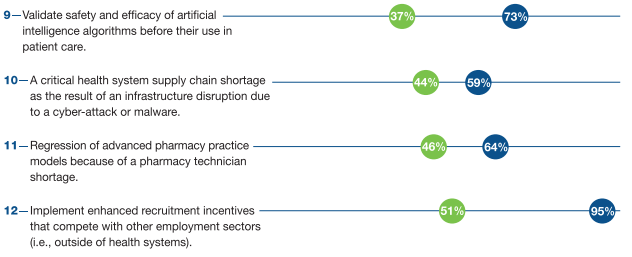 9—Validate safety and efficacy of artificial
intelligence algorithms before their use in
patient care.
37%
73%
10—A critical health system supply chain shortage
as the result of an infrastructure disruption due
to a cyber-attack or malware.
44%
59%
11—Regression of advanced pharmacy practice
models because of a pharmacy technician
shortage.
46%
64%
12—Implement enhanced recruitment incentives
that compete with other employment sectors
(i.e., outside of health systems).
51%
95%